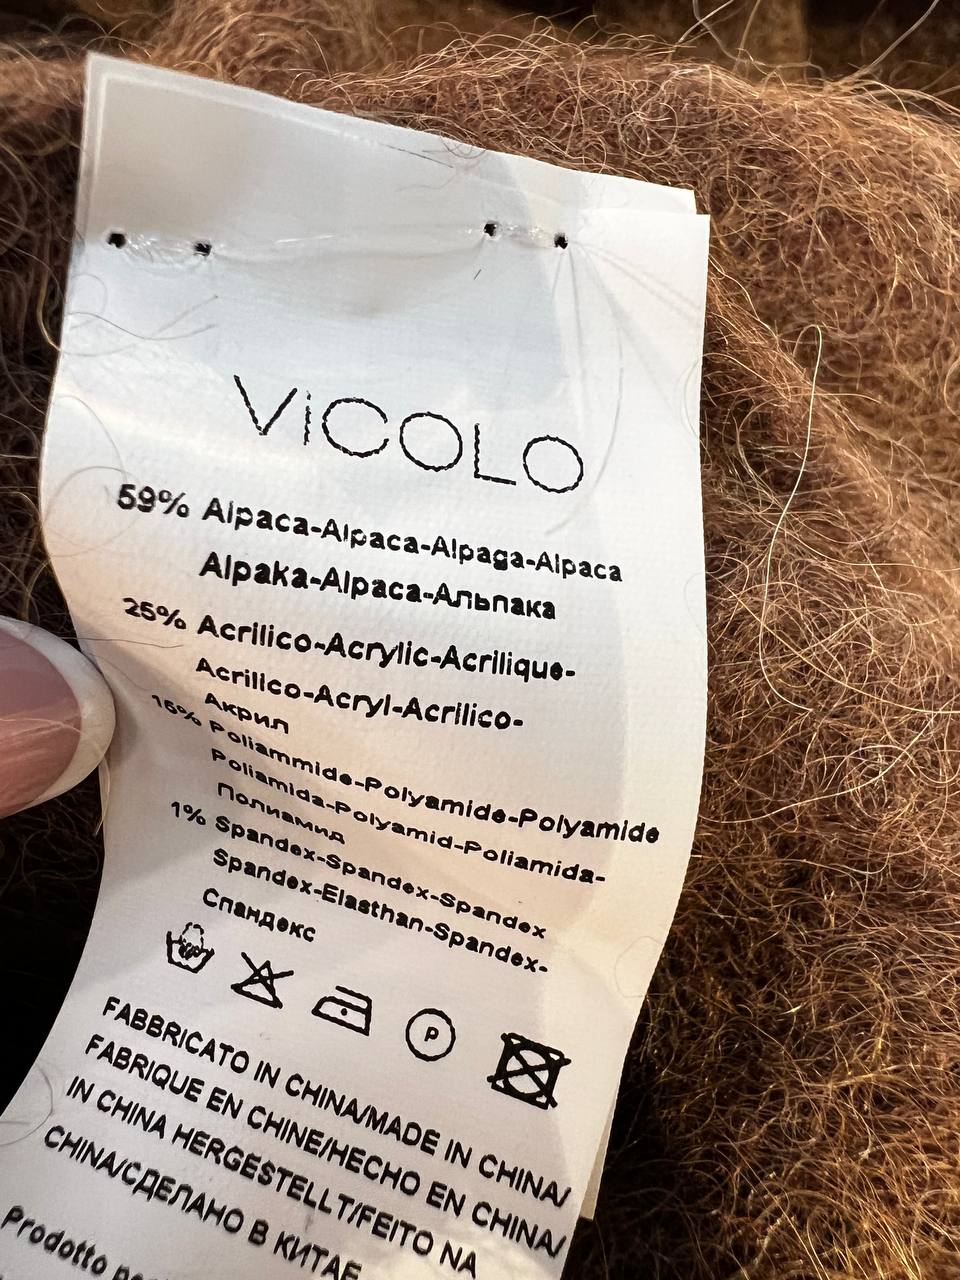 ViCOLO
59% Alpaca-Alpaca-Alpaga-Alpaca
Alpaka-Alpaca-Альпака
25% Acrilico-Acrylic-Acrilique-
Acrilico-Acryl-Acrilico-
Акрил
15% Poliammide-Polyamide-Polyamide
Poliamida-Polyamid-Poliamida-
Полиамид
1% Spandex-Spandex-Spandex
Spandex-Elasthan-Spandex-
Спандекс
P
FABBRICATO IN CHINA/MADE IN CHINA/
FABRIQUE EN CHINE/HECHO EN CHINA/
IN CHINA HERGESTELLT/FEITO NA
CHINA/СДЕЛАНО В КИТАЕ
Prodotto